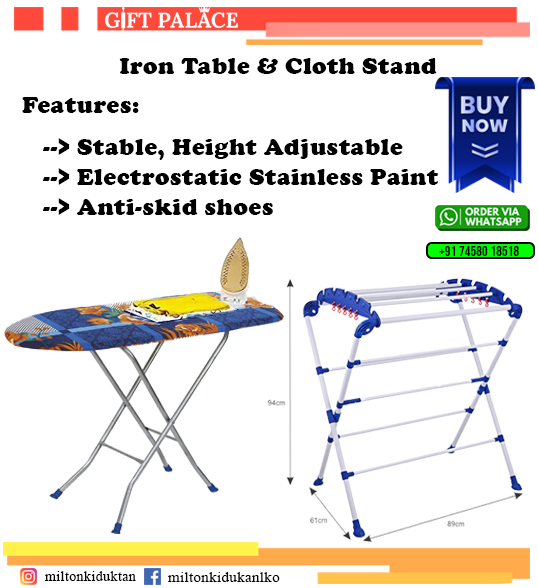 GIFT PALACE
Iron Table & Cloth Stand
Features:
BUY
NOW
--> Stable, Height Adjustable
--> Electrostatic Stainless Paint
--> Anti-skid shoes
ORDER VIA
WHATSAPP
+91 74580 18518
94cm
61cm
89cm
miltonkiduktan
miltonkidukanlko